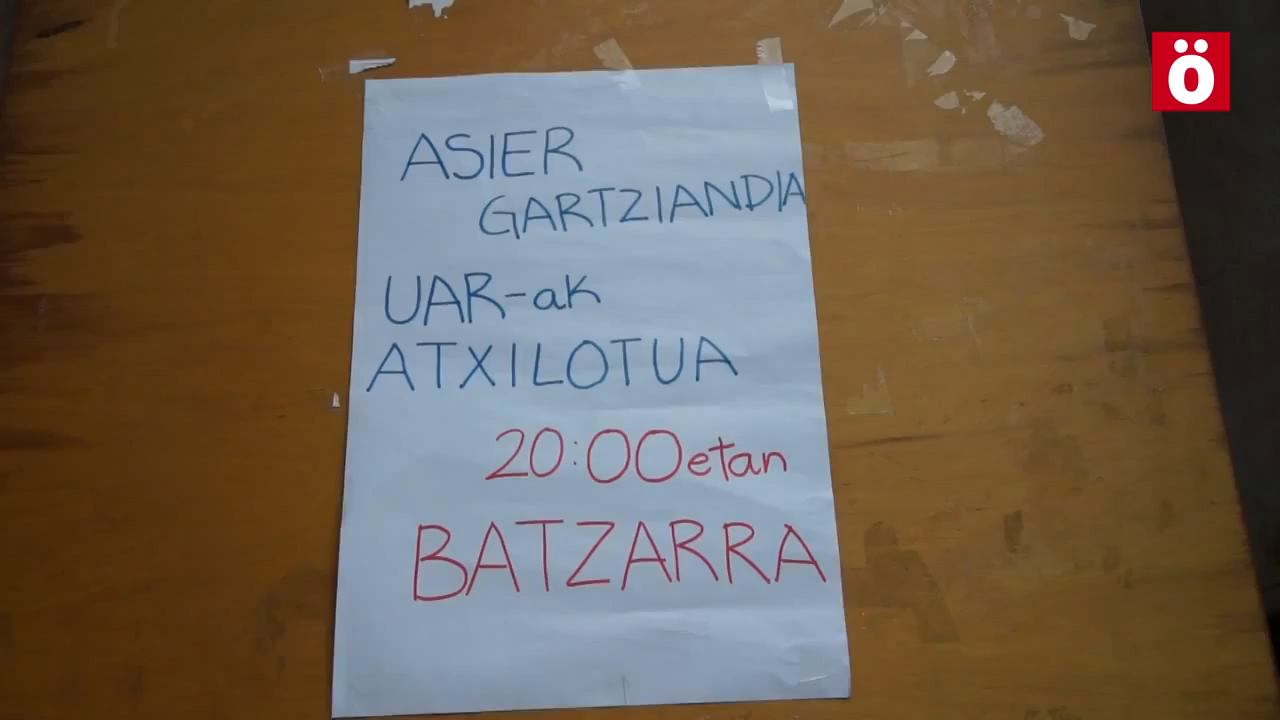 ASIER
GARTZIANDIA
UAR-ak
ATXILOTUA
20:00etan
BATZARRA
ö